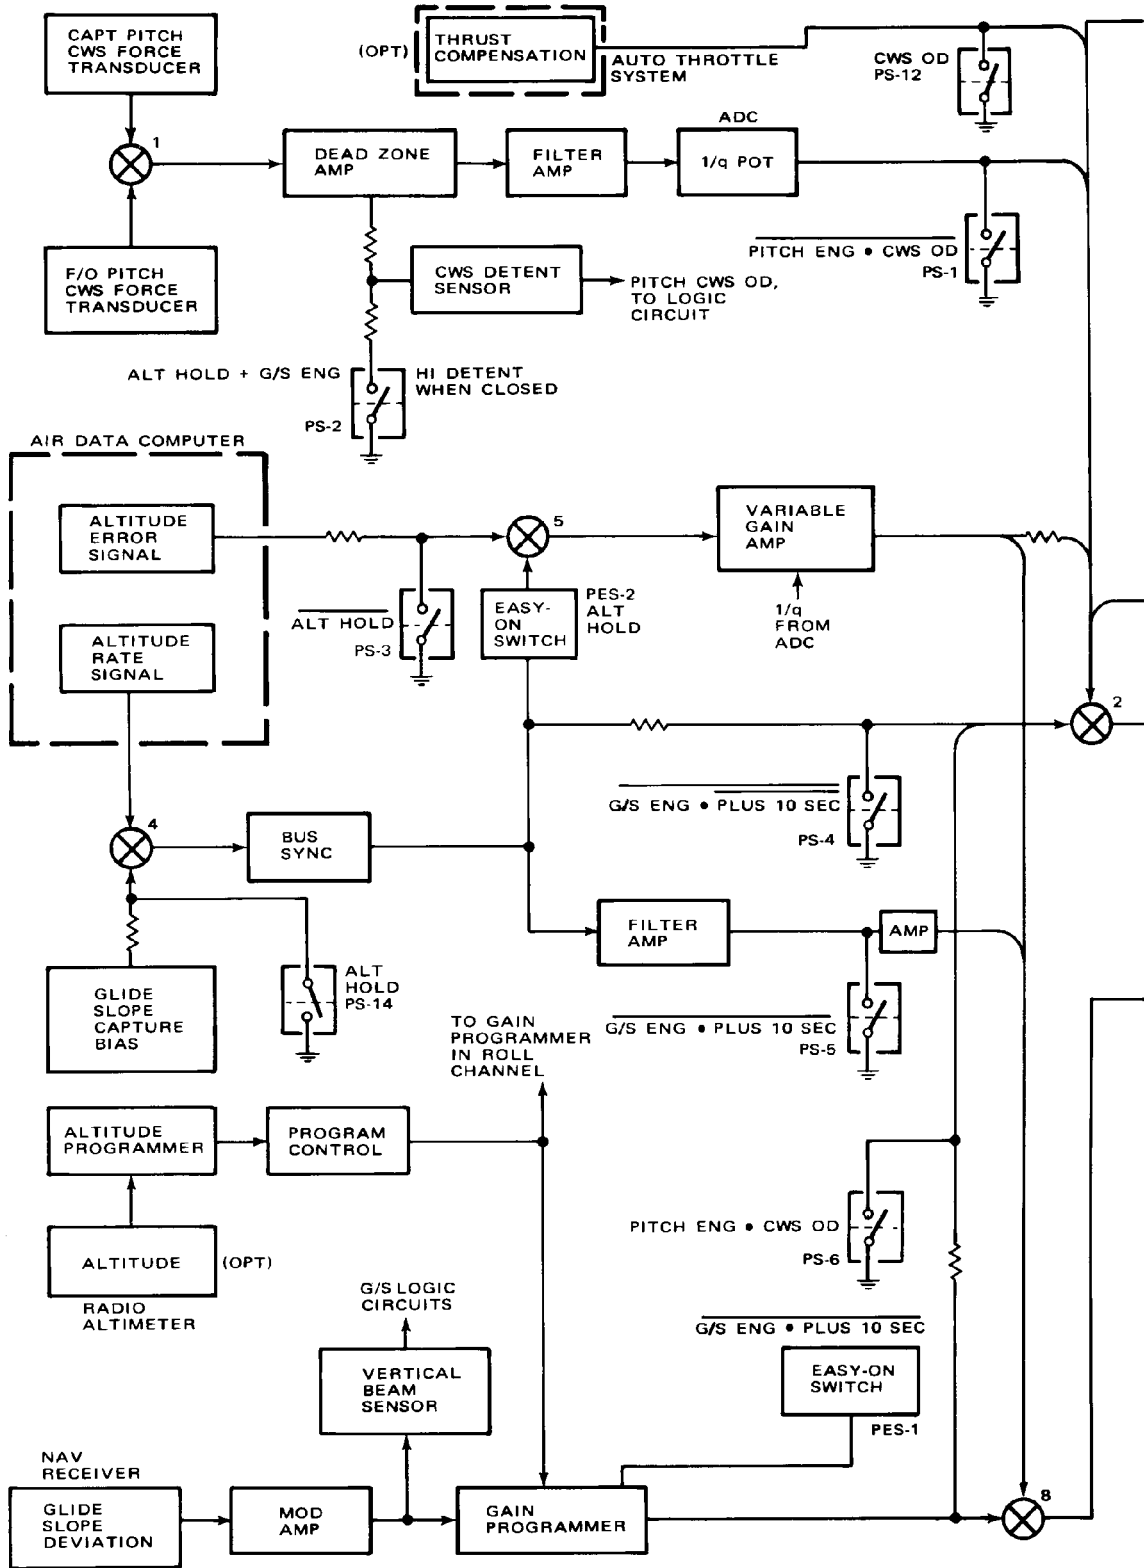 CAPT PITCH
CWS FORCE
TRANSDUCER
(OPT)
THRUST
COMPENSATION
AUTO THROTTLE
SYSTEM
CWS OD
PS-12
1
DEAD ZONE
AMP
FILTER
AMP
ADC
1/q POT
PITCH ENG • CWS OD
PS-1
F/O PITCH
CWS FORCE
TRANSDUCER
CWS DETENT
SENSOR
PITCH CWS OD,
TO LOGIC
CIRCUIT
ALT HOLD + G/S ENG
HI DETENT
WHEN CLOSED
PS-2
AIR DATA COMPUTER
ALTITUDE
ERROR
SIGNAL
5
VARIABLE
GAIN
AMP
ALT HOLD
PS-3
EASY-
ON
SWITCH
PES-2
ALT
HOLD
1/q
FROM
ADC
ALTITUDE
RATE
SIGNAL
2
G/S ENG • PLUS 10 SEC
PS-4
4
BUS
SYNC
FILTER
AMP
AMP
GLIDE
SLOPE
CAPTURE
BIAS
ALT
HOLD
PS-14
G/S ENG • PLUS 10 SEC
PS-5
TO GAIN
PROGRAMMER
IN ROLL
CHANNEL
ALTITUDE
PROGRAMMER
PROGRAM
CONTROL
PITCH ENG • CWS OD
PS-6
ALTITUDE
(OPT)
RADIO
ALTIMETER
G/S LOGIC
CIRCUITS
G/S ENG • PLUS 10 SEC
VERTICAL
BEAM
SENSOR
EASY-ON
SWITCH
PES-1
NAV
RECEIVER
GLIDE
SLOPE
DEVIATION
MOD
AMP
GAIN
PROGRAMMER
8